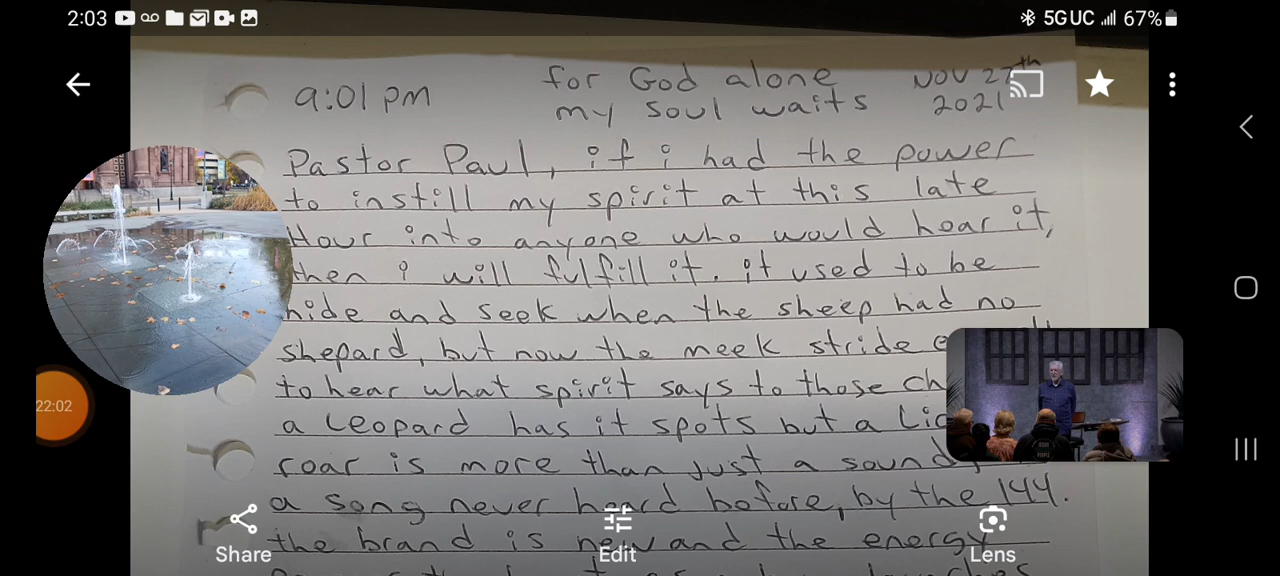 2:03
5GUC
67%
for God alone
my soul waits
9:01 pm
Nov 27th
2021
Pastor Paul, if i had the power
to instill my spirit at this late
Hour into anyone who would hear it,
then i will fulfill it. it used to be
hide and seek when the sheep had no
shepard, but now the meek stride
to hear what spirit says to those
a leopard has it spots but a
roar is more than just a sound,
a song never heard before, by the 144.
the brand is new and the energy
22:02
Share
Edit
Lens